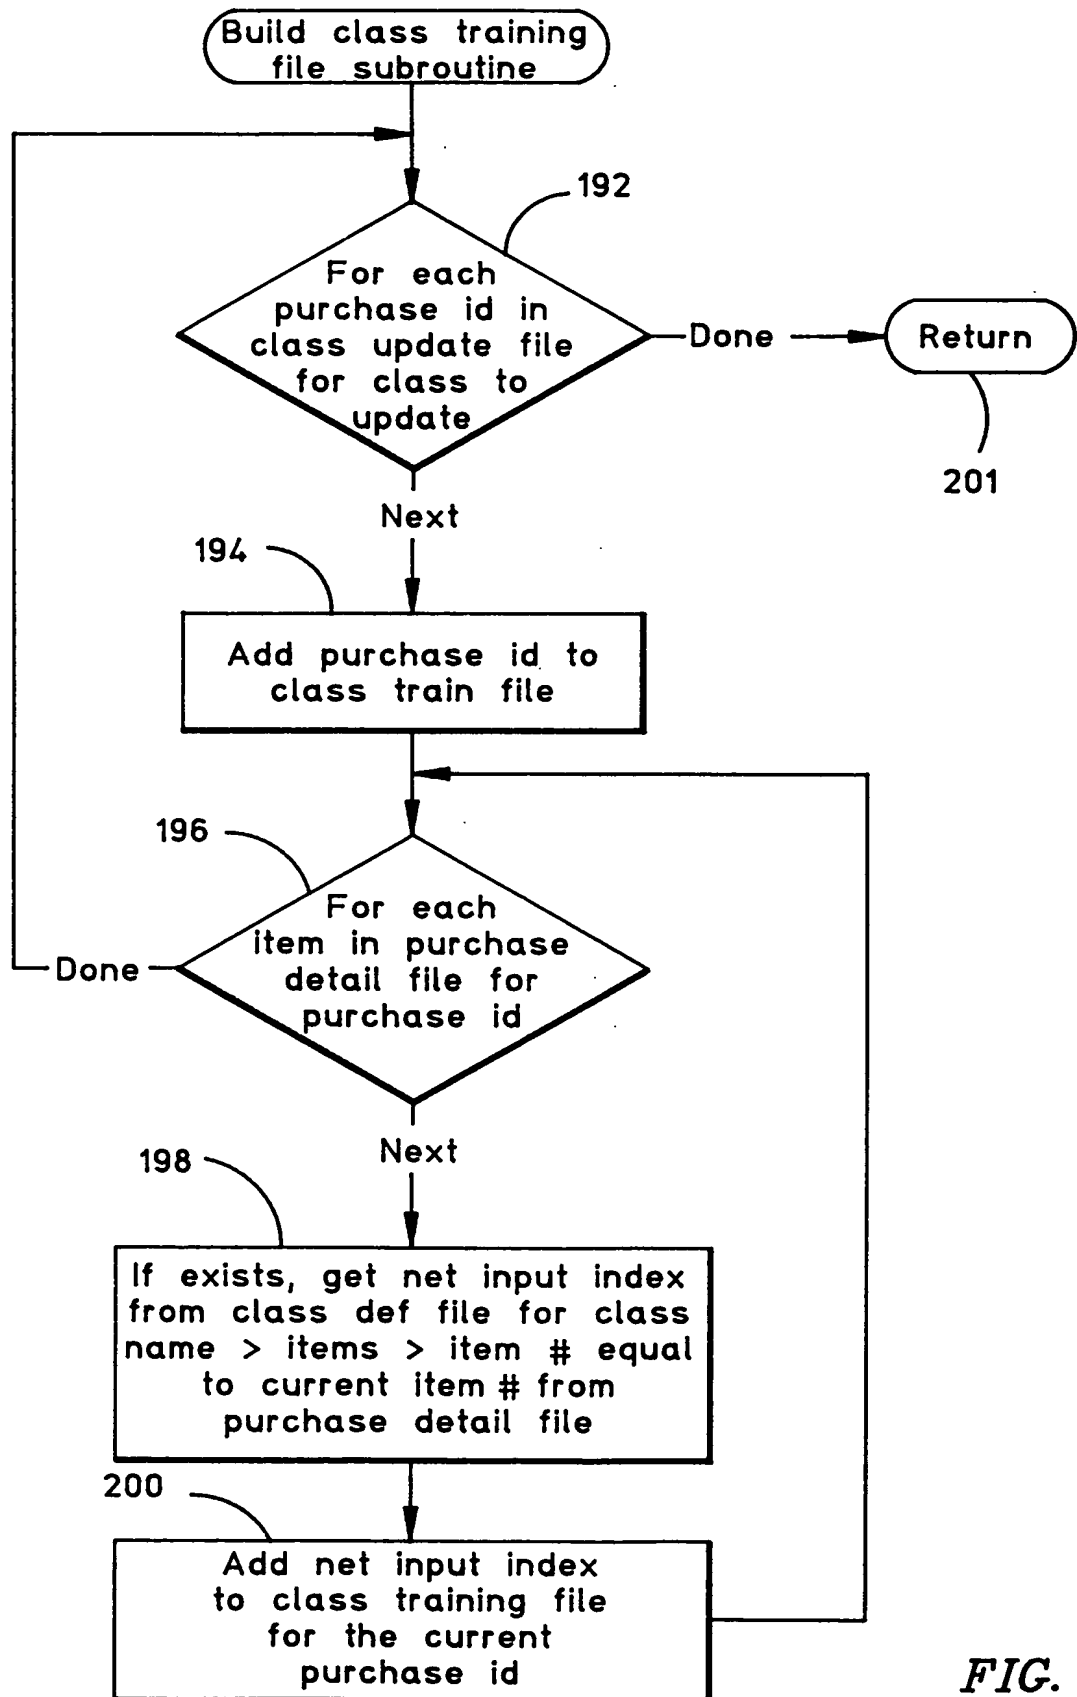 Build class training
file subroutine
192
For each
purchase id in
class update file
for class to
update
Done
Return
201
Next
194
Add purchase id to
class train file
196
For each
item in purchase
detail file for
purchase id
Done
Next
198
If exists, get net input index
from class def file for class
name > items > item # equal
to current item # from
purchase detail file
200
Add net input index
to class training file
for the current
purchase id
FIG.